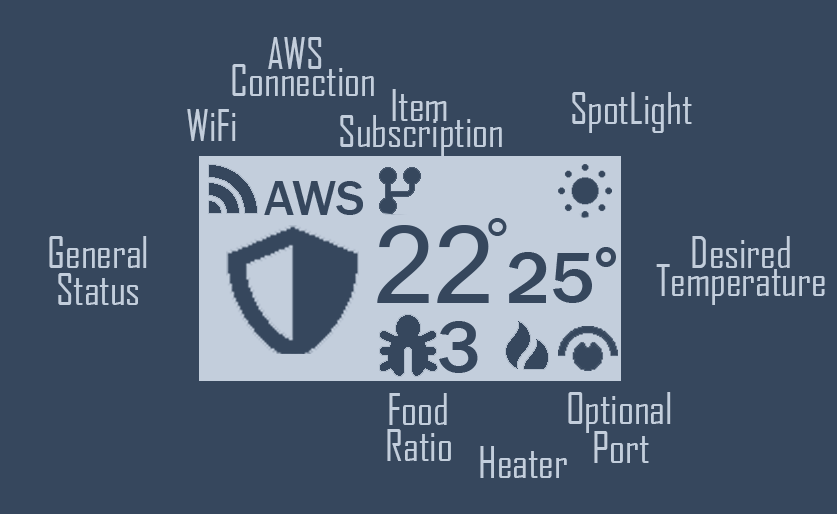 AWS
Connection
Item
Subscription
WiFi
SpotLight
AWS
General
Status
22° 25°
Desired
Temperature
3
Food
Ratio
Heater
Optional
Port